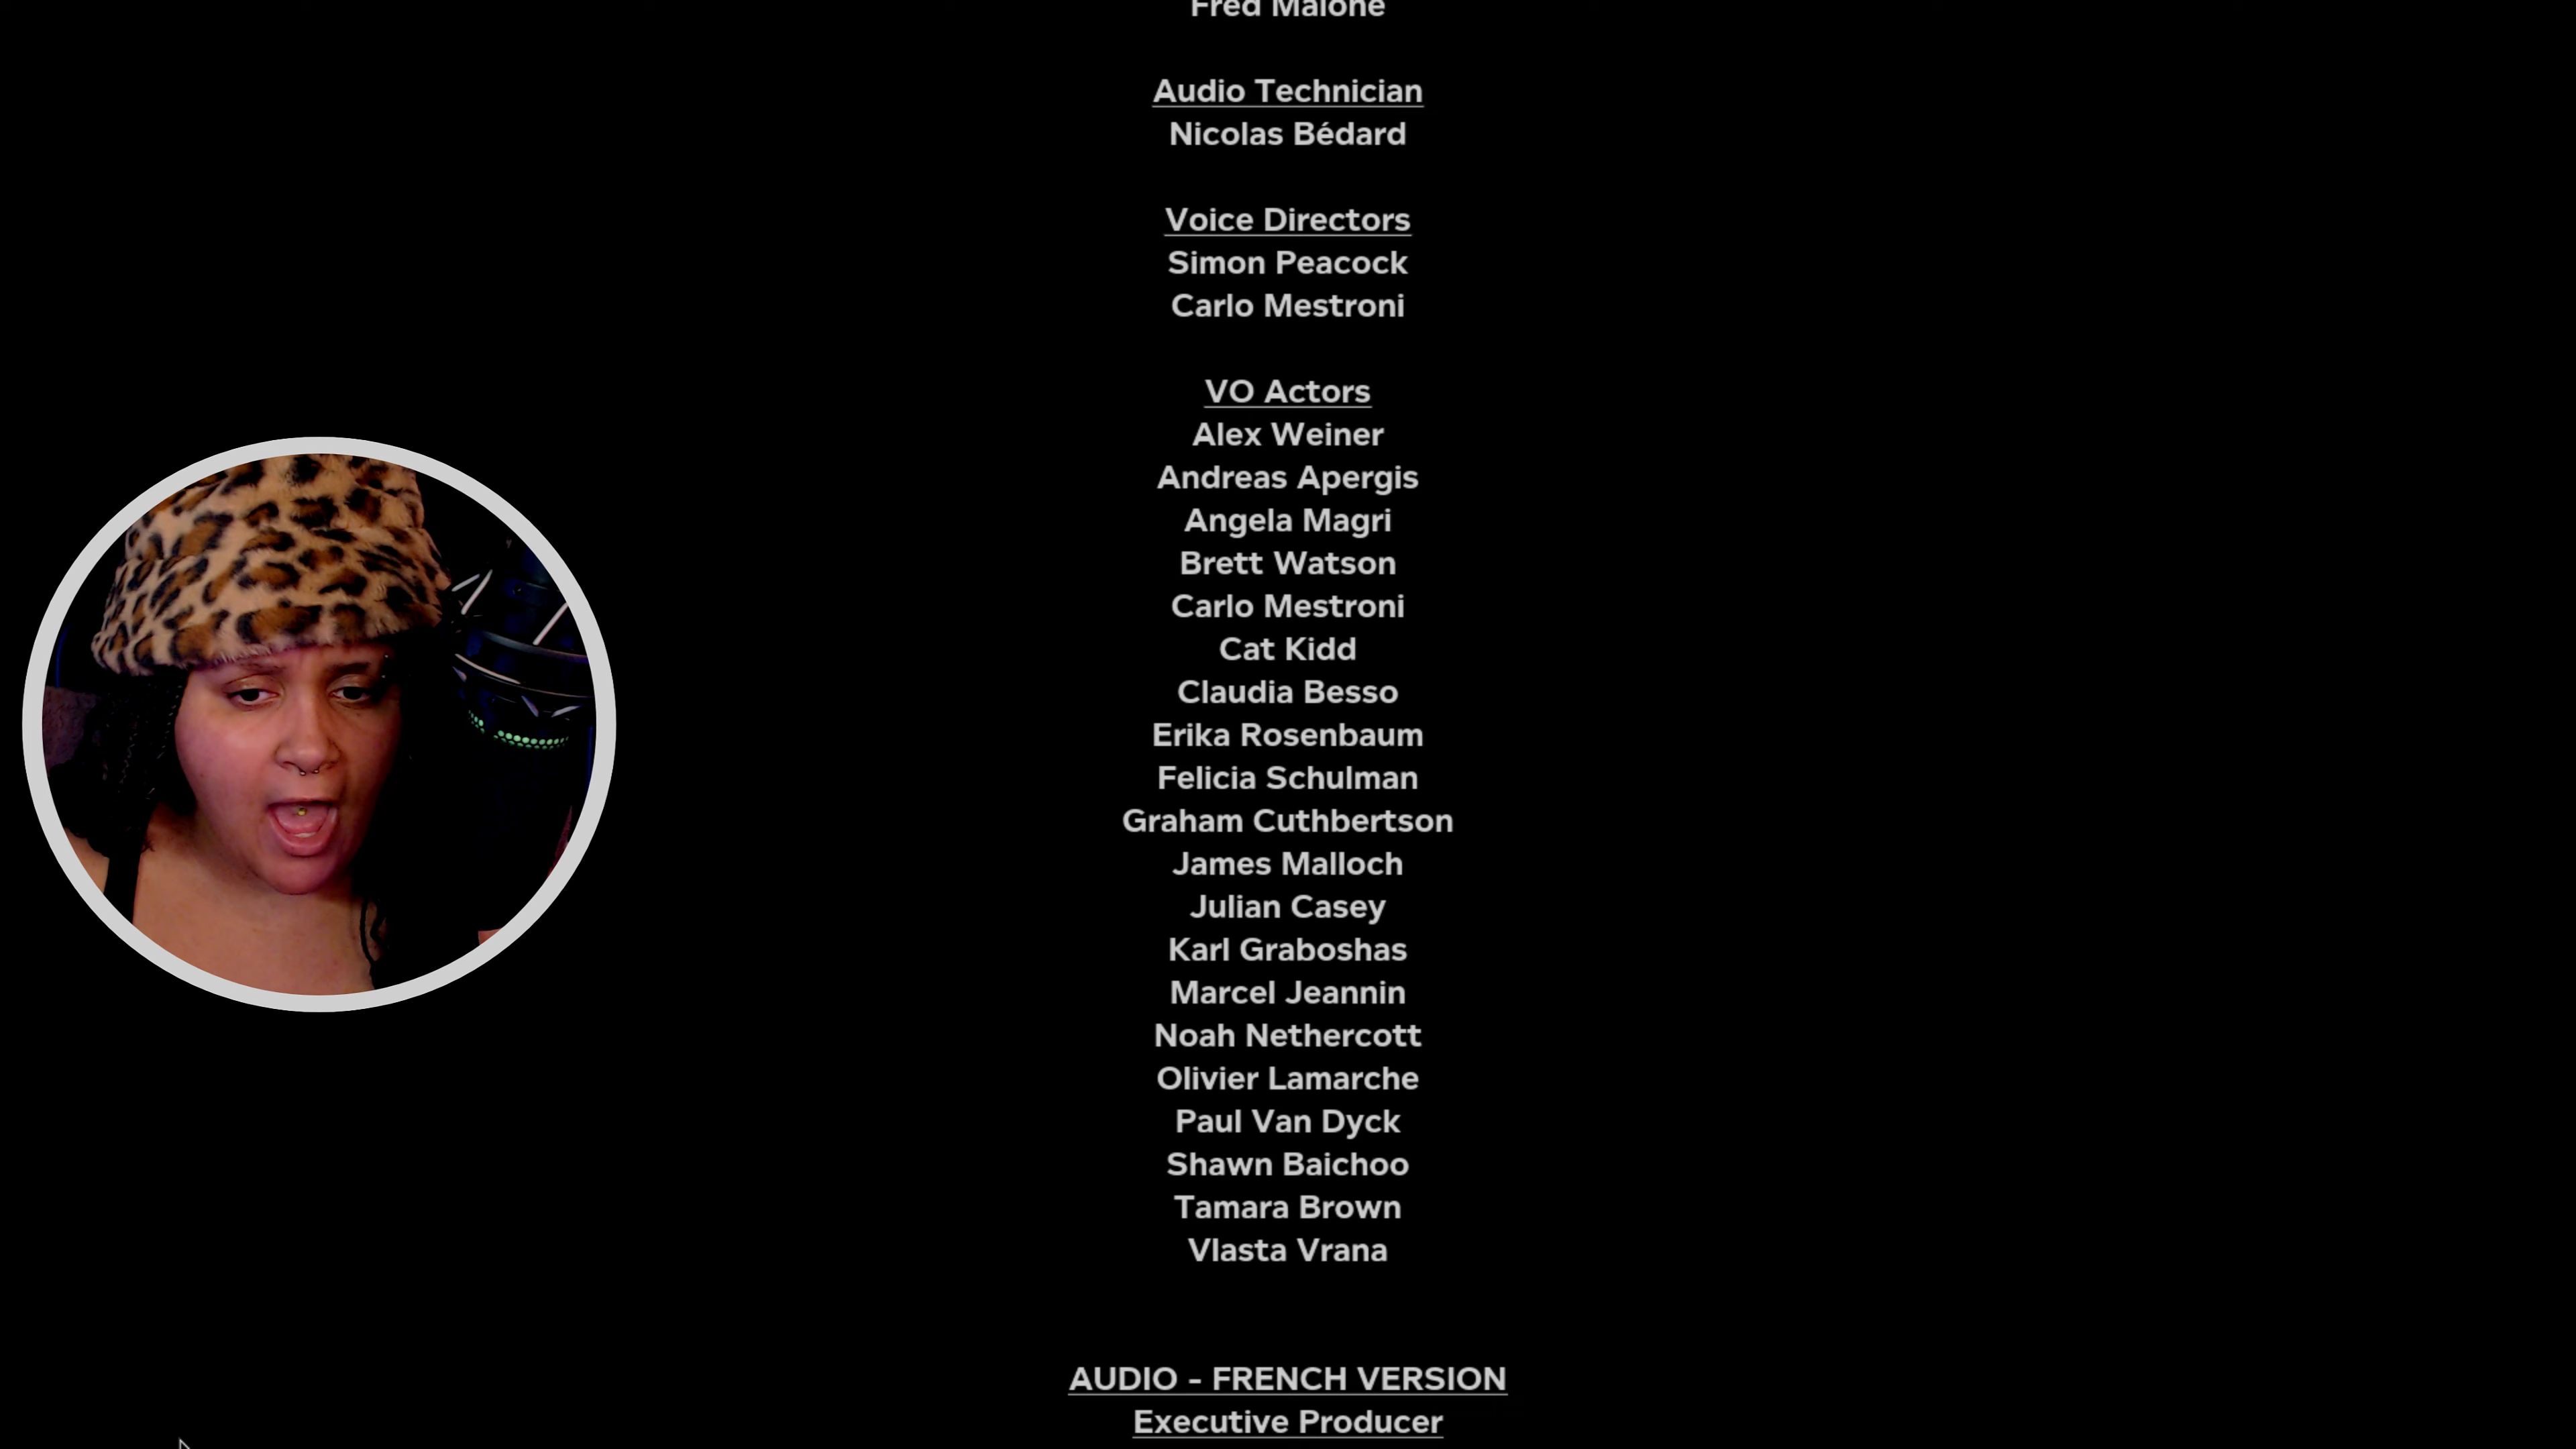 Fred Malone
Audio Technician
Nicolas Bédard
Voice Directors
Simon Peacock
Carlo Mestroni
VO Actors
Alex Weiner
Andreas Apergis
Angela Magri
Brett Watson
Carlo Mestroni
Cat Kidd
Claudia Besso
Erika Rosenbaum
Felicia Schulman
Graham Cuthbertson
James Malloch
Julian Casey
Karl Graboshas
Marcel Jeannin
Noah Nethercott
Olivier Lamarche
Paul Van Dyck
Shawn Baichoo
Tamara Brown
Vlasta Vrana
AUDIO - FRENCH VERSION
Executive Producer